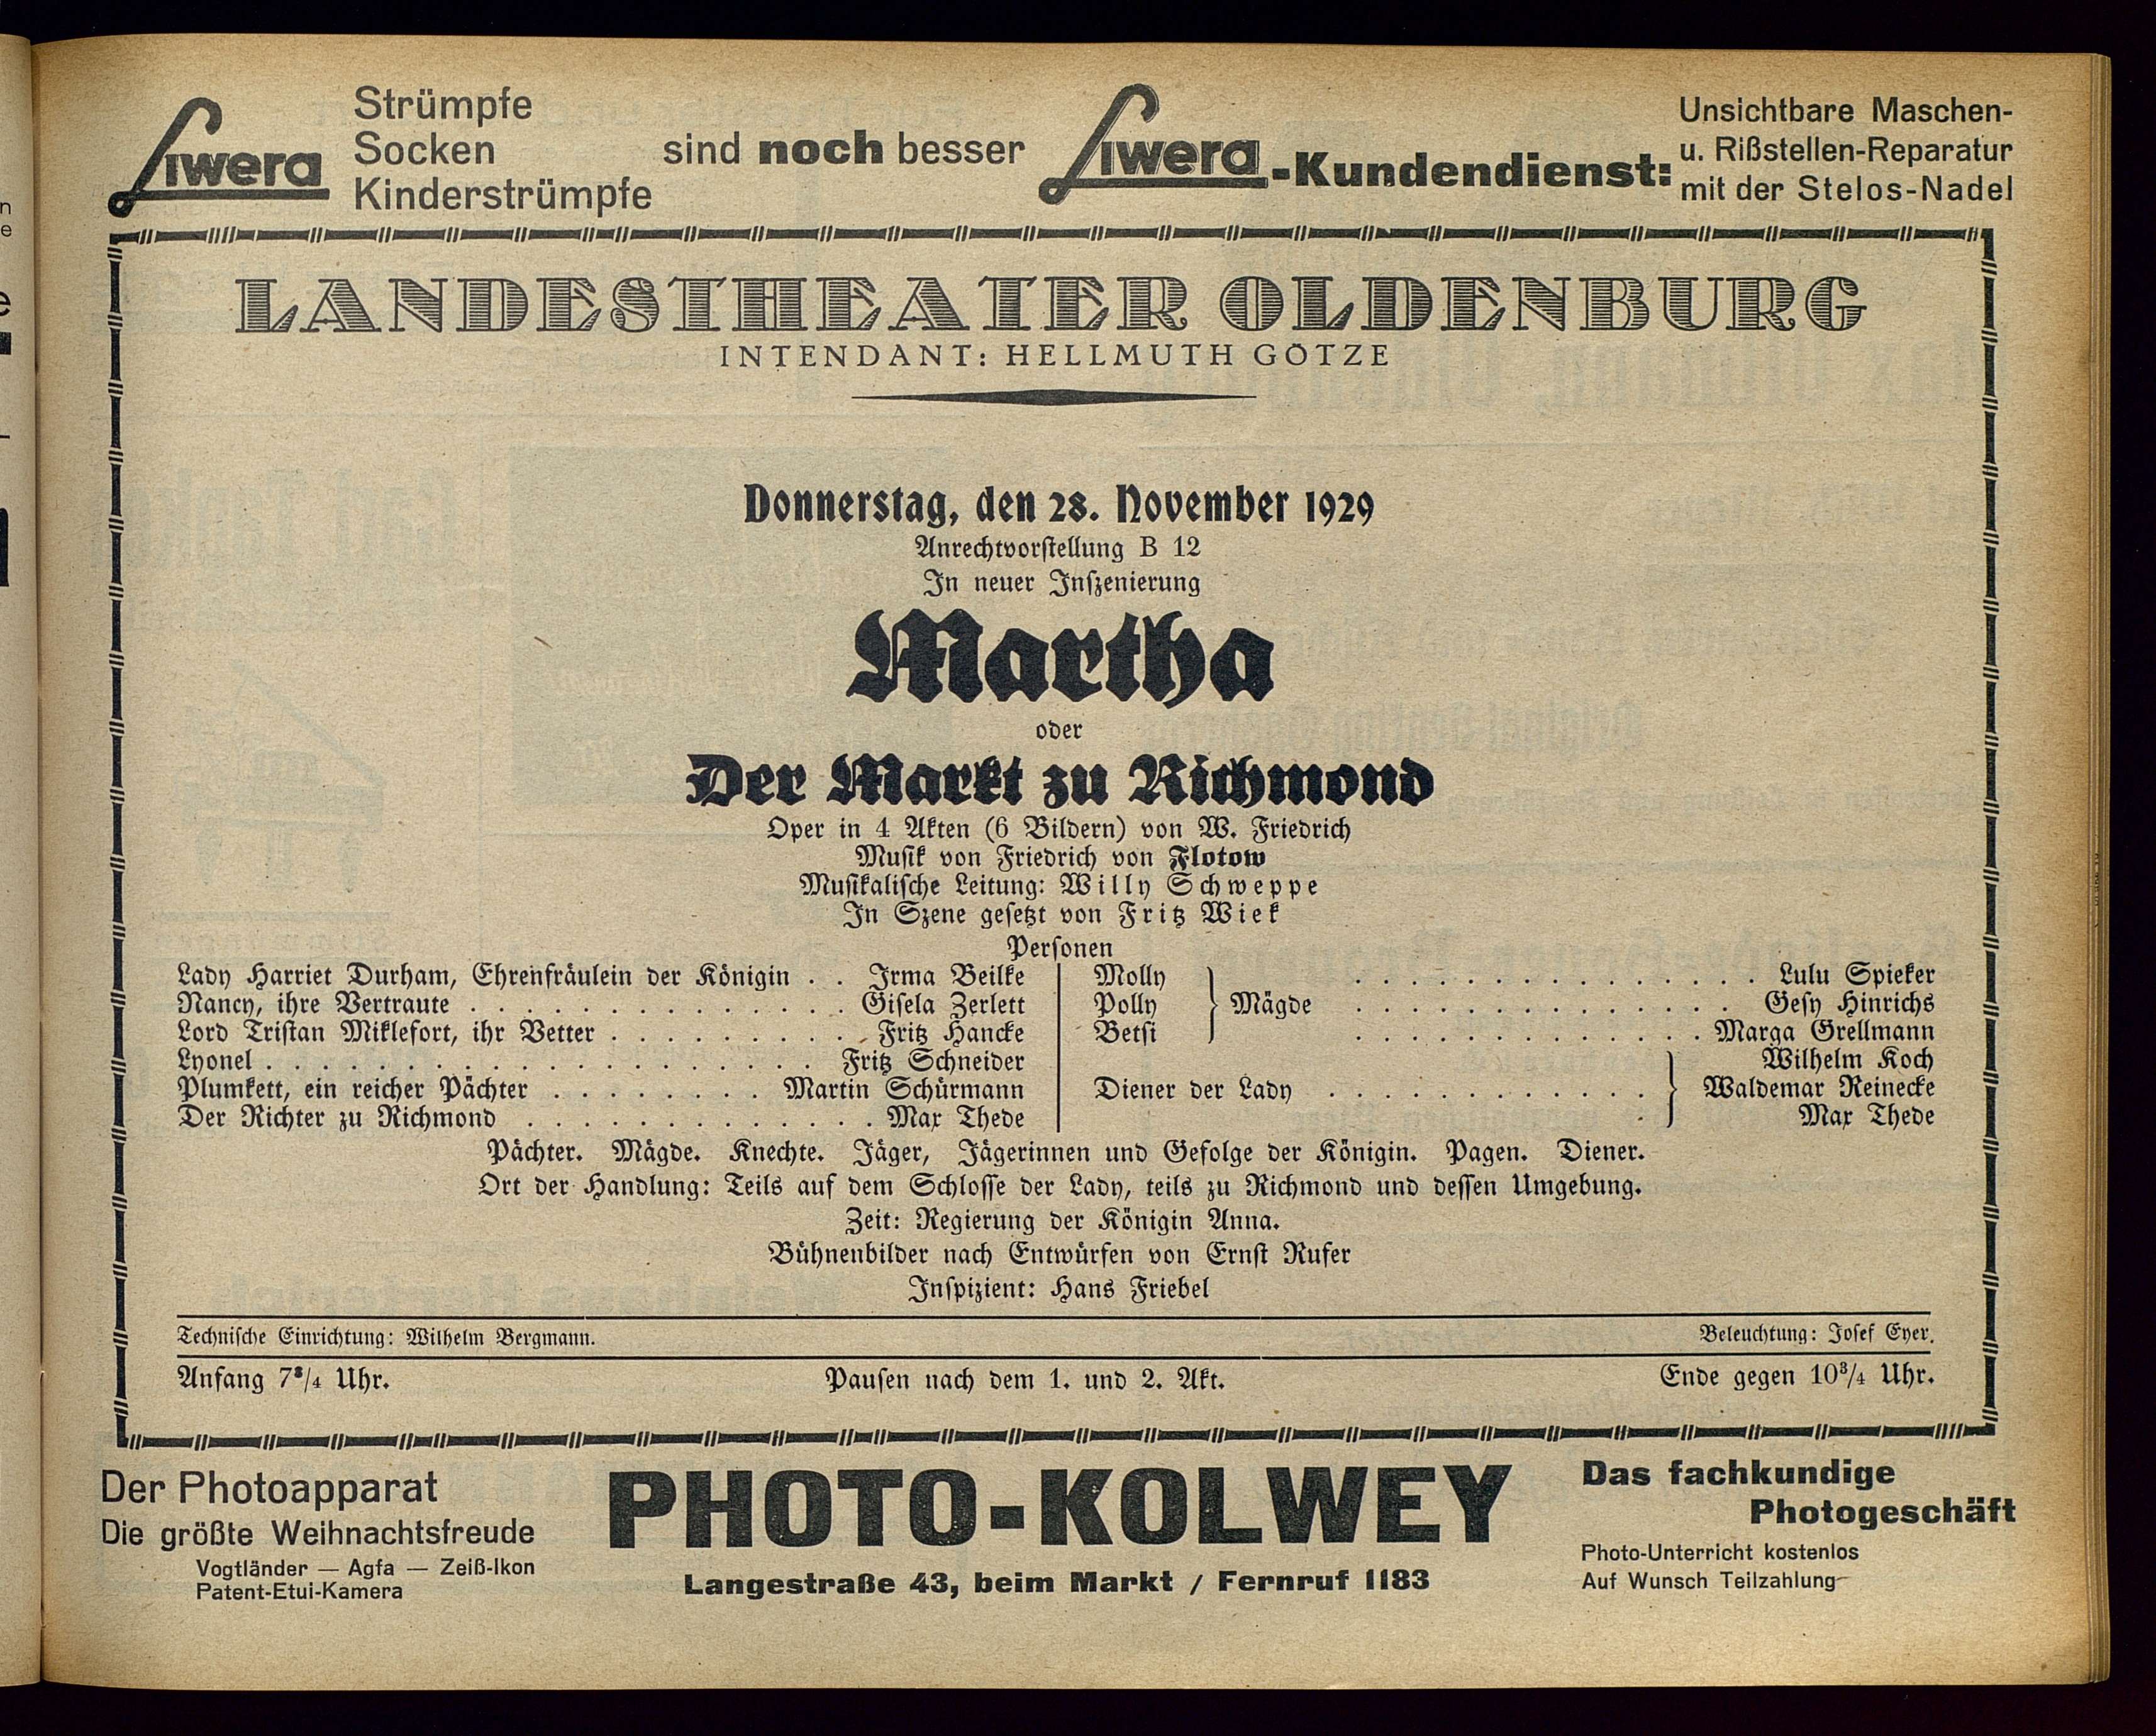 Liwera
Strümpfe
Socken
Kinderstrümpfe
sind noch besser
Liwera-Kundendienst:
Unsichtbare Maschen-
u. Rißstellen-Reparatur
mit der Stelos-Nadel
LANDESTHEATER OLDENBURG
INTENDANT: HELLMUTH GÖTZE
Donnerstag, den 28. November 1929
Anrechtvorstellung B 12
In neuer Inszenierung
Martha
oder
Der Markt zu Richmond
Oper in 4 Akten (6 Bildern) von W. Friedrich
Musik von Friedrich von Flotow
Musikalische Leitung: Willy Schweppe
In Szene gesetzt von Fritz Wiek
Personen
Lady Harriet Durham, Ehrenfräulein der Königin . . Irma Beilke
Nancy, ihre Vertraute . . . . . . . . . . . . . . Gisela Zerlett
Lord Tristan Miklefort, ihr Vetter . . . . . . . . . . Fritz Hancke
Lyonel . . . . . . . . . . . . . . . . . . . . Fritz Schneider
Plumkett, ein reicher Pächter . . . . . . . . Martin Schürmann
Der Richter zu Richmond . . . . . . . . . . . . . Max Thede
Molly } . . . . . . . . . . . . . . . Lulu Spieker
Polly } Mägde . . . . . . . . . . . . . . Gesy Hinrichs
Betsi } . . . . . . . . . . . . . Marga Grellmann
Wilhelm Koch
Diener der Lady . . . . . . . . . . . . } Waldemar Reinecke
Max Thede
Pächter. Mägde. Knechte. Jäger, Jägerinnen und Gefolge der Königin. Pagen. Diener.
Ort der Handlung: Teils auf dem Schlosse der Lady, teils zu Richmond und dessen Umgebung.
Zeit: Regierung der Königin Anna.
Bühnenbilder nach Entwürfen von Ernst Rufer
Inspizient: Hans Friebel
Technische Einrichtung: Wilhelm Bergmann. Beleuchtung: Josef Eyer.
Anfang 7³/₄ Uhr. Pausen nach dem 1. und 2. Akt. Ende gegen 10³/₄ Uhr.
Der Photoapparat
Die größte Weihnachtsfreude
Vogtländer — Agfa — Zeiß-Ikon
Patent-Etui-Kamera
PHOTO-KOLWEY
Langestraße 43, beim Markt / Fernruf 1183
Das fachkundige
Photogeschäft
Photo-Unterricht kostenlos
Auf Wunsch Teilzahlung